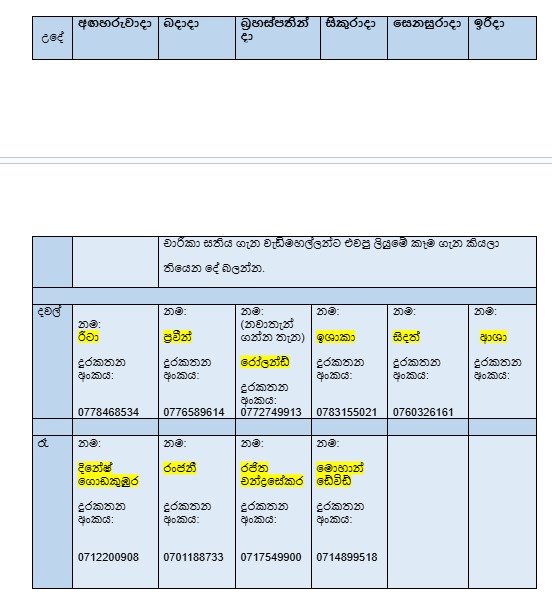 උදේ
අඟහරුවාදා
බදාදා
බ්‍රහස්පතින්
දා
සිකුරාදා
සෙනසුරාදා
ඉරිදා
චාරිකා සතිය ගැන වැඩිමහල්ලන්ට එවපු ලියුමේ කෑම ගැන කියලා
තියෙන දේ බලන්න.
දවල්
නම:
රීටා
දුරකතන
අංකය:
0778468534
නම:
ප්‍රවීන්
දුරකතන
අංකය:
0776589614
නම:
(නවාතැන්
ගන්න තැන)
රෝලන්ඩ්
දුරකතන
අංකය:
0772749913
නම:
ඉශාකා
දුරකතන
අංකය:
0783155021
නම:
සිදත්
දුරකතන
අංකය:
0760326161
නම:
ආශා
දුරකතන
අංකය:
රෑ
නම:
දිනේෂ්
ගොඩකුඹුර
දුරකතන
අංකය:
0712200908
නම:
රංජනී
දුරකතන
අංකය:
0701188733
නම:
රජිත
චන්ද්‍රසේකර
දුරකතන
අංකය:
0717549900
නම:
මොහාන්
ඩේවිඩ්
දුරකතන
අංකය:
0714899518